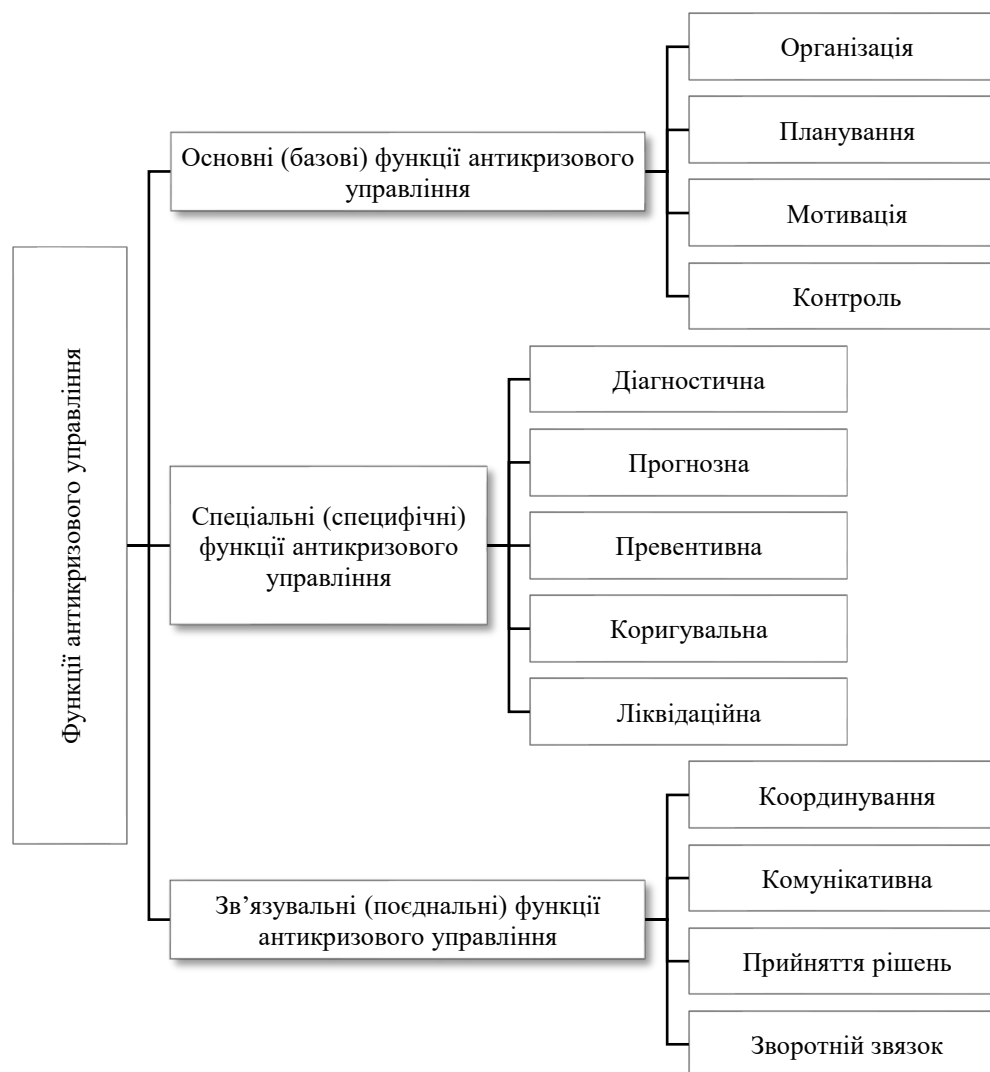 Функції антикризового управління
Основні (базові) функції антикризового
управління
Організація
Планування
Мотивація
Контроль
Спеціальні (специфічні)
функції антикризового
управління
Діагностична
Прогнозна
Превентивна
Коригувальна
Ліквідаційна
Зв’язувальні (поєднальні) функції
антикризового управління
Координування
Комунікативна
Прийняття рішень
Зворотній звязок